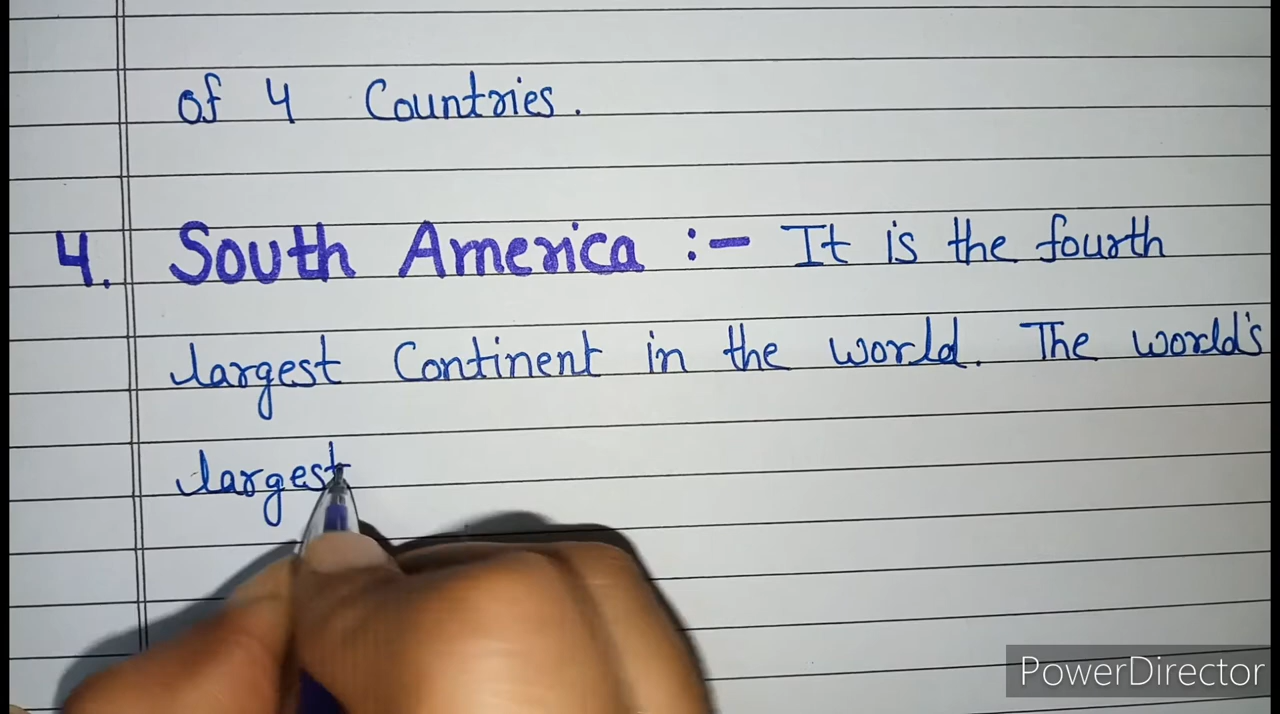 of 4 Countries.
4. South America :- It is the fourth
largest Continent in the world. The world's
largest
PowerDirector